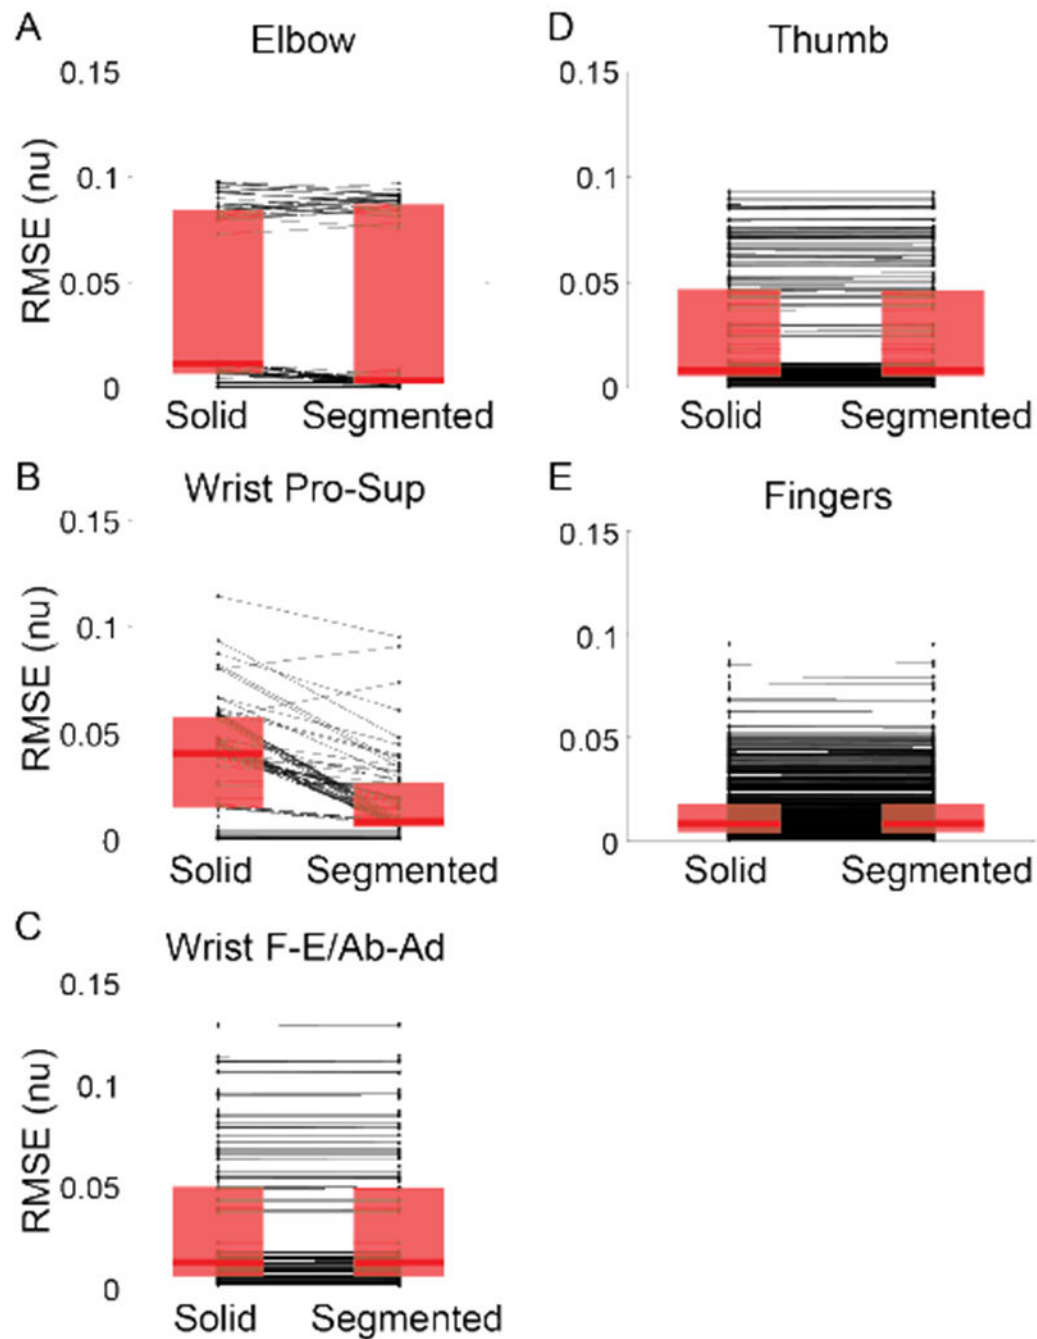 A
Elbow
0.15
0.1
0.05
0
RMSE (nu)
Solid Segmented
B
Wrist Pro-Sup
0.15
0.1
0.05
0
RMSE (nu)
Solid Segmented
C
Wrist F-E/Ab-Ad
0.15
0.1
0.05
0
RMSE (nu)
Solid Segmented
D
Thumb
0.15
0.1
0.05
0
Solid Segmented
E
Fingers
0.15
0.1
0.05
0
Solid Segmented